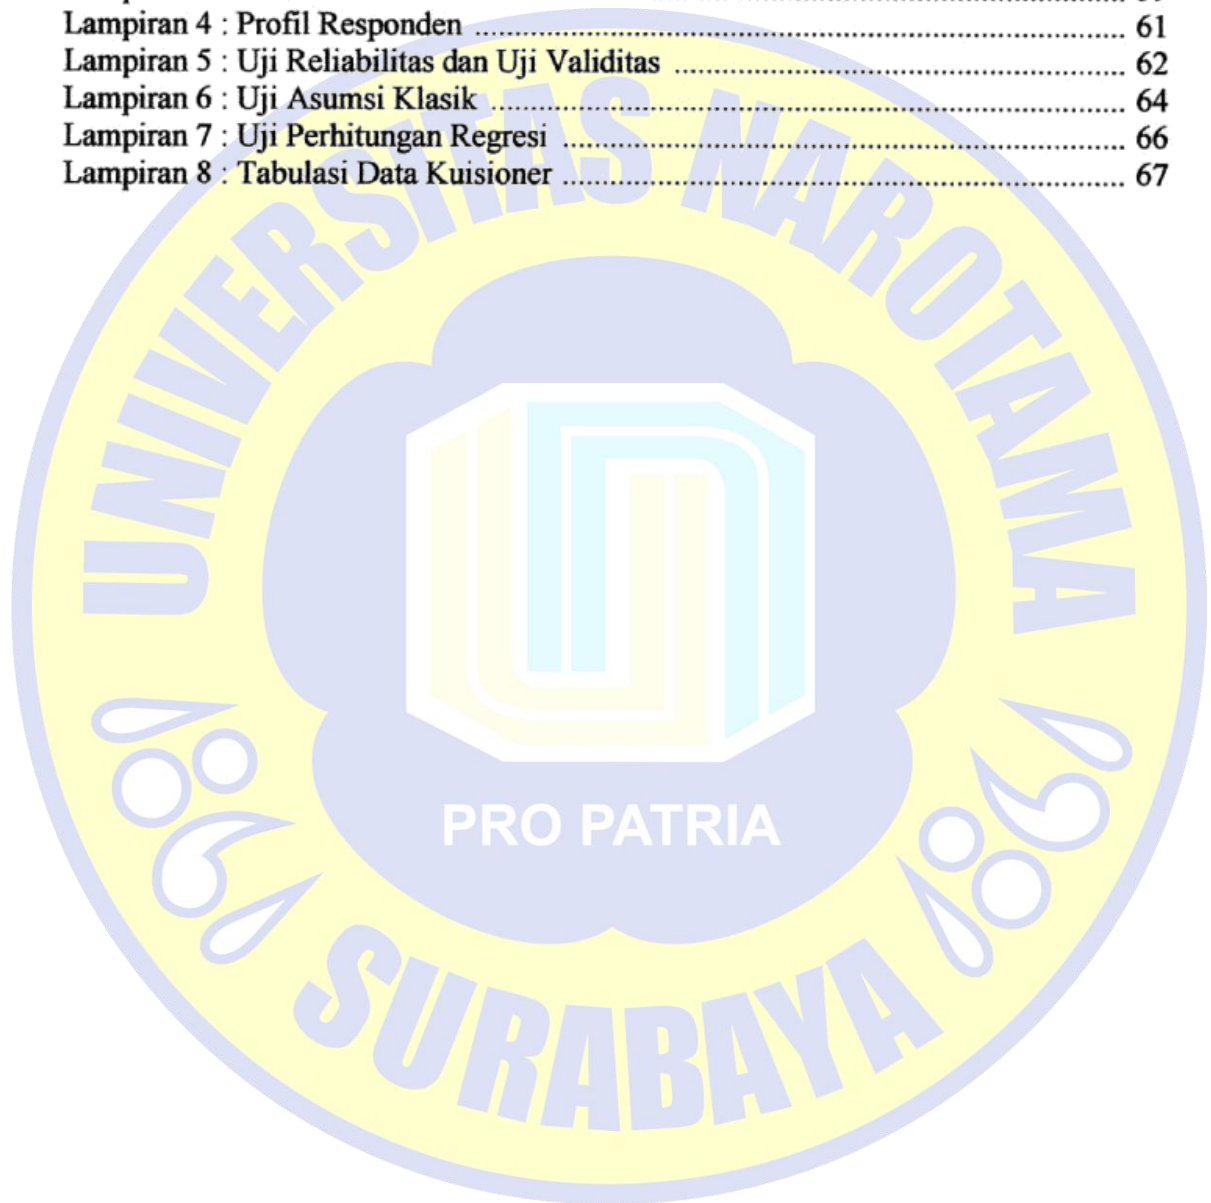 Lampiran 4 : Profil Responden ........................................................................ 61
Lampiran 5 : Uji Reliabilitas dan Uji Validitas .................................................. 62
Lampiran 6 : Uji Asumsi Klasik ...................................................................... 64
Lampiran 7 : Uji Perhitungan Regresi .............................................................. 66
Lampiran 8 : Tabulasi Data Kuisioner .............................................................. 67
UNIVERSITAS NAROTAMA
PRO PATRIA
SURABAYA